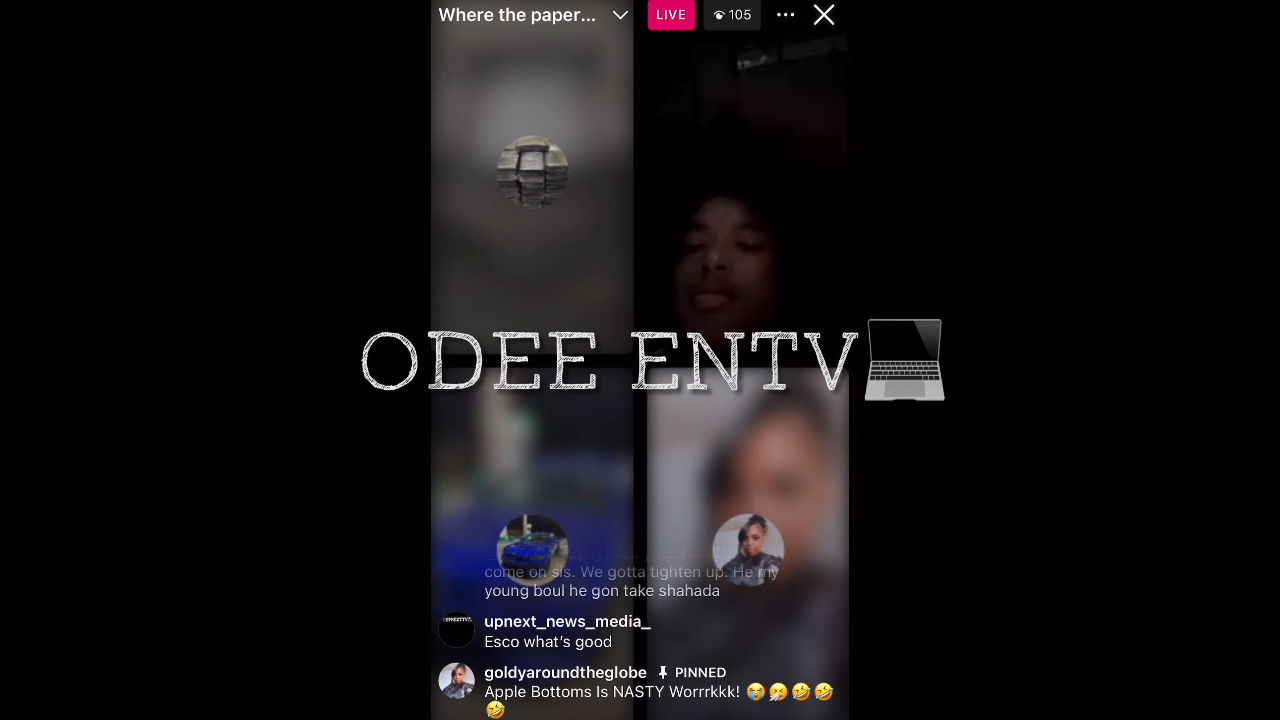 Where the paper...
LIVE
105
ODEE ENTV
come on sis. We gotta tighten up. He my
young boul he gon take shahada
upnext_news_media_
Esco what’s good
goldyaroundtheglobe PINNED
Apple Bottoms Is NASTY Worrrkkk! 😭🤧🤣🤣
🤣